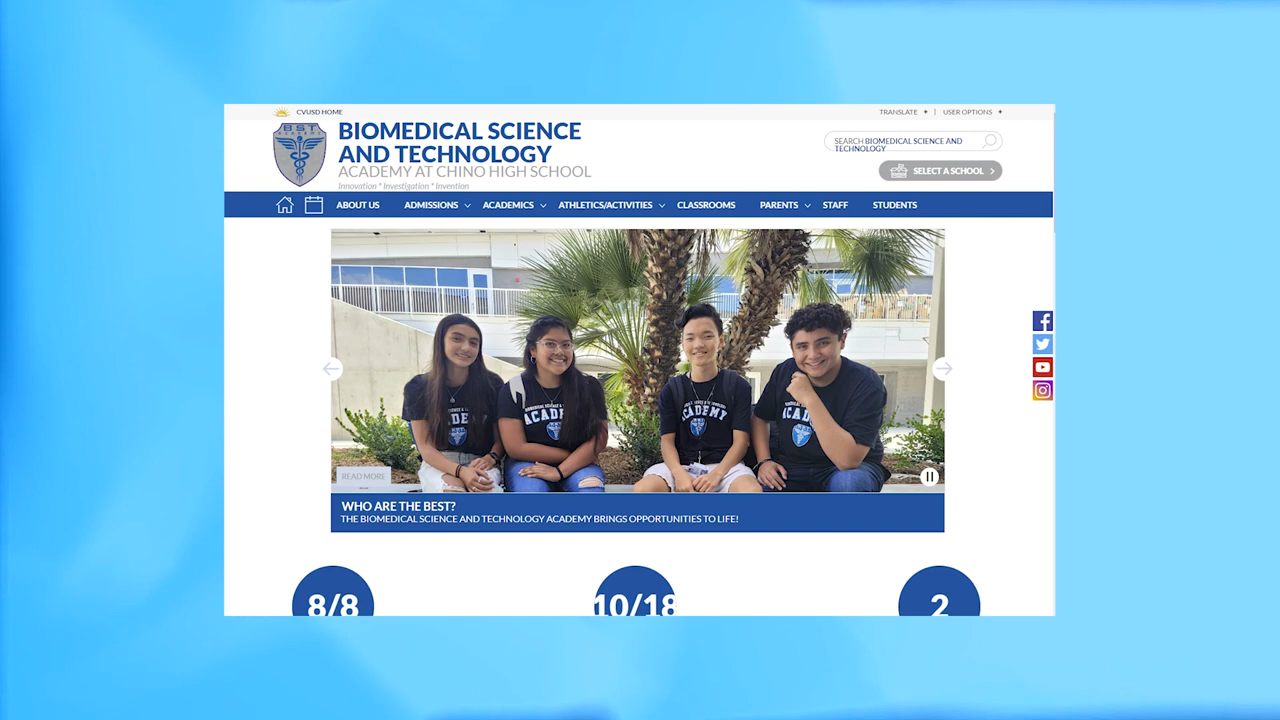 CVUSD HOME
TRANSLATE
USER OPTIONS
BST
ACADEMY
BIOMEDICAL SCIENCE
AND TECHNOLOGY
ACADEMY AT CHINO HIGH SCHOOL
Innovation * Investigation * Invention
SEARCH BIOMEDICAL SCIENCE AND
TECHNOLOGY
SELECT A SCHOOL
ABOUT US ADMISSIONS ACADEMICS ATHLETICS/ACTIVITIES CLASSROOMS PARENTS STAFF STUDENTS
ACADEMY
READ MORE
WHO ARE THE BEST?
THE BIOMEDICAL SCIENCE AND TECHNOLOGY ACADEMY BRINGS OPPORTUNITIES TO LIFE!
8/8 10/18 2